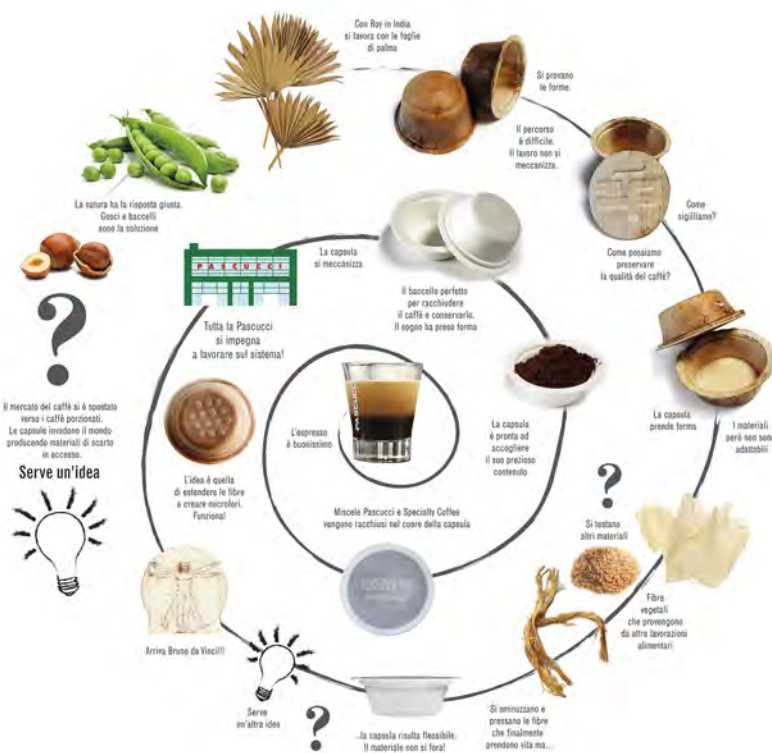 Il mercato del caffè si è spostato
verso i caffè porzionati.
Le capsule invadono il mondo
producendo materiali di scarto
in eccesso.
?
Serve un'idea
La natura ha la risposta giusta.
Gusci e baccelli
sono la soluzione
Con Roy in India
si lavora con le foglie
di palma
Si provano
le forme.
Il percorso
è difficile.
Il lavoro non si
meccanizza.
Come
sigilliamo?
Come possiamo
preservare
la qualità del caffè?
La capsula
prende forma
I materiali
però non sono
adattabili
?
Si testano
altri materiali
Fibre
vegetali
che provengono
da altre lavorazioni
alimentari
Si sminuzzano e
pressano le fibre
che finalmente
prendono vita ma...
...la capsula risulta flessibile.
Il materiale non si fora!
?
Serve
un'altra idea
Arriva Bruno da Vinci!!!
L'idea è quella
di estendere le fibre
e creare microfori.
Funziona!
PASCUCCI
Tutta la Pascucci
si impegna
a lavorare sul sistema!
La capsula
si meccanizza
Il baccello perfetto
per racchiudere
il caffè e conservarlo.
Il sogno ha preso forma
La capsula
è pronta ad
accogliere
il suo prezioso
contenuto
Miscele Pascucci e Specialty Coffee
vengono racchiusi nel cuore della capsula
L'espresso
è buonissimo
PASCUCCI